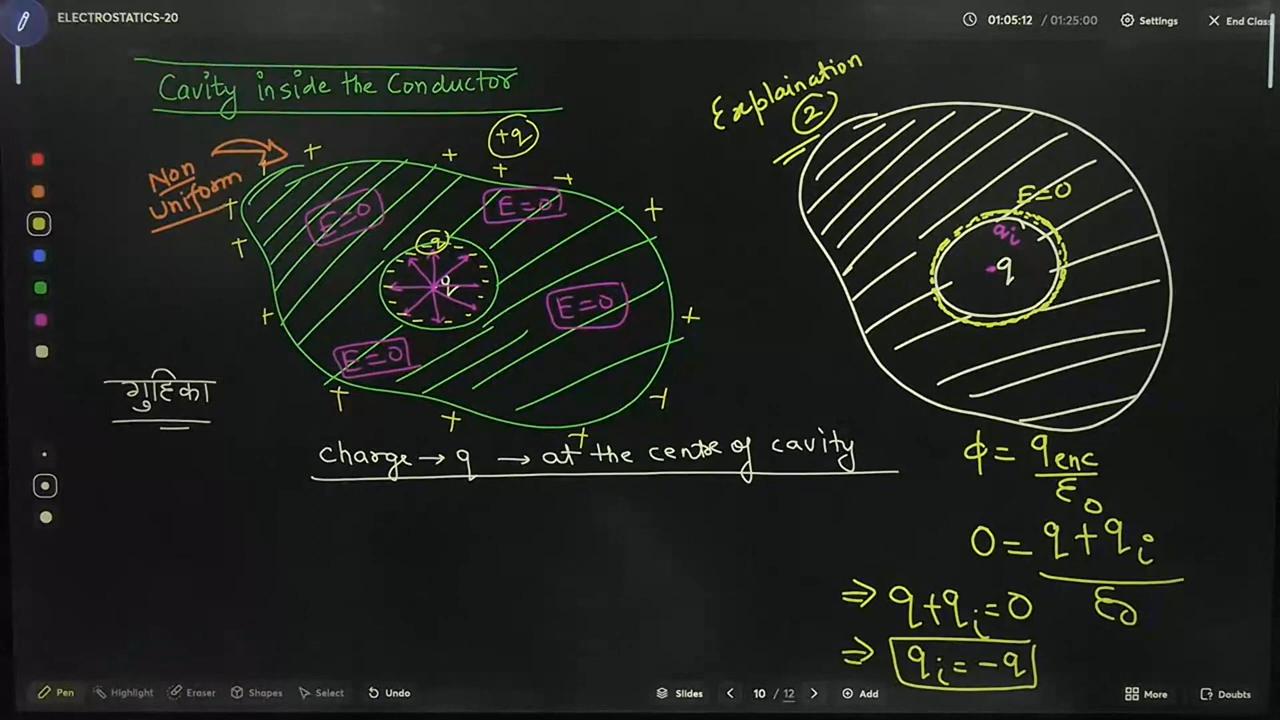 ELECTROSTATICS-20
01:05:12 / 01:25:00
Settings
End Class
Cavity inside the Conductor
Non
uniform
+q
E=0
E=0
-q
q
E=0
E=0
गुहिका
charge → q → at the centre of cavity
Explaination
2
E=0
qi
q
ϕ = qenc/ε0
0 = q+qi/ε0
⇒ q+qi=0
⇒ qi=-q
Pen
Highlight
Eraser
Shapes
Select
Undo
Slides
10 / 12
Add
More
Doubts